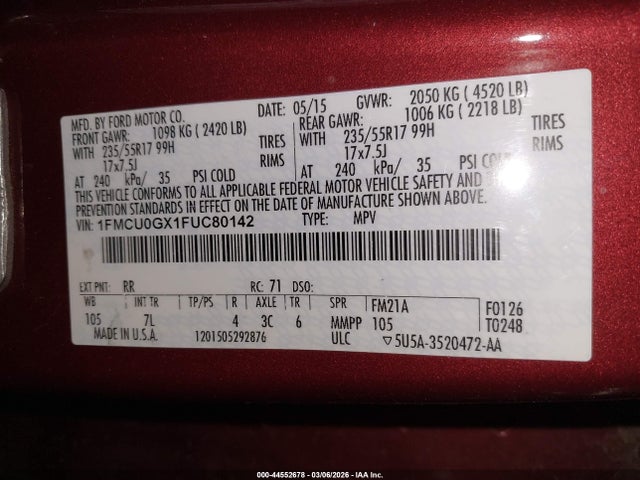 MFD. BY FORD MOTOR CO. DATE: 05/15 GVWR: 2050 KG ( 4520 LB)
FRONT GAWR: 1098 KG ( 2420 LB) REAR GAWR: 1006 KG ( 2218 LB)
WITH 235/55R17 99H TIRES WITH 235/55R17 99H TIRES
17x7.5J RIMS 17x7.5J RIMS
AT 240 kPa/ 35 PSI COLD AT 240 kPa/ 35 PSI COLD
THIS VEHICLE CONFORMS TO ALL APPLICABLE FEDERAL MOTOR VEHICLE SAFETY AND
PREVENTION STANDARDS IN EFFECT ON THE DATE OF MANUFACTURE SHOWN ABOVE.
VIN: 1FMCU0GX1FUC80142 TYPE: MPV
EXT PNT: RR RC: 71 DSO:
WB INT TR TP/PS R AXLE TR SPR FM21A F0126
105 7L 4 3C 6 MMPP 105 T0248
MADE IN U.S.A. 1201505292876 ULC ▽5U5A-3520472-AA
000-44552678 - 03/06/2026 - IAA Inc.